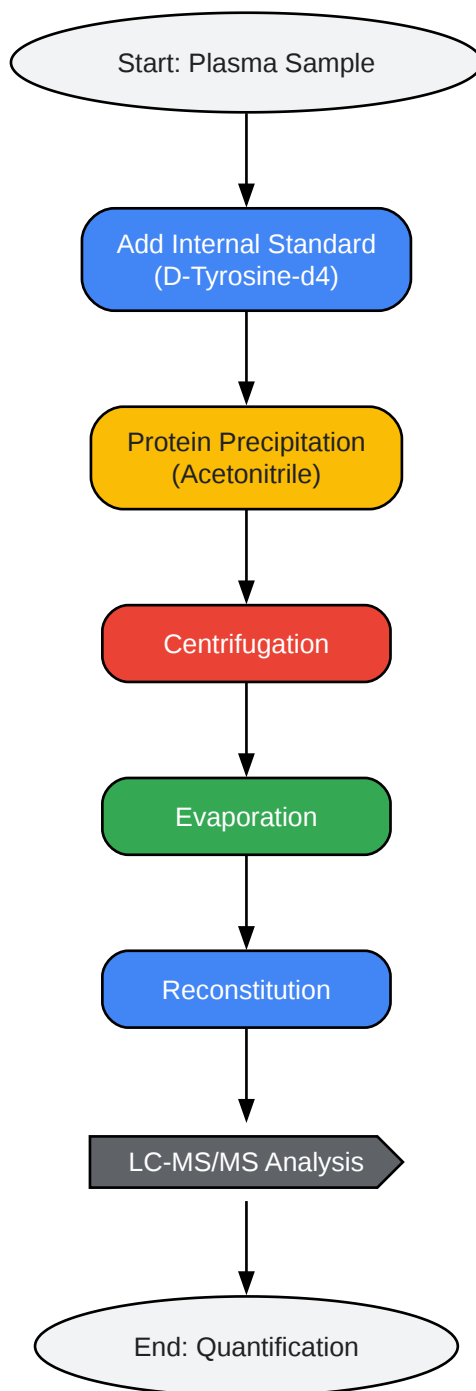 Start: Plasma Sample
Add Internal Standard
(D-Tyrosine-d4)
Protein Precipitation
(Acetonitrile)
Centrifugation
Evaporation
Reconstitution
LC-MS/MS Analysis
End: Quantification